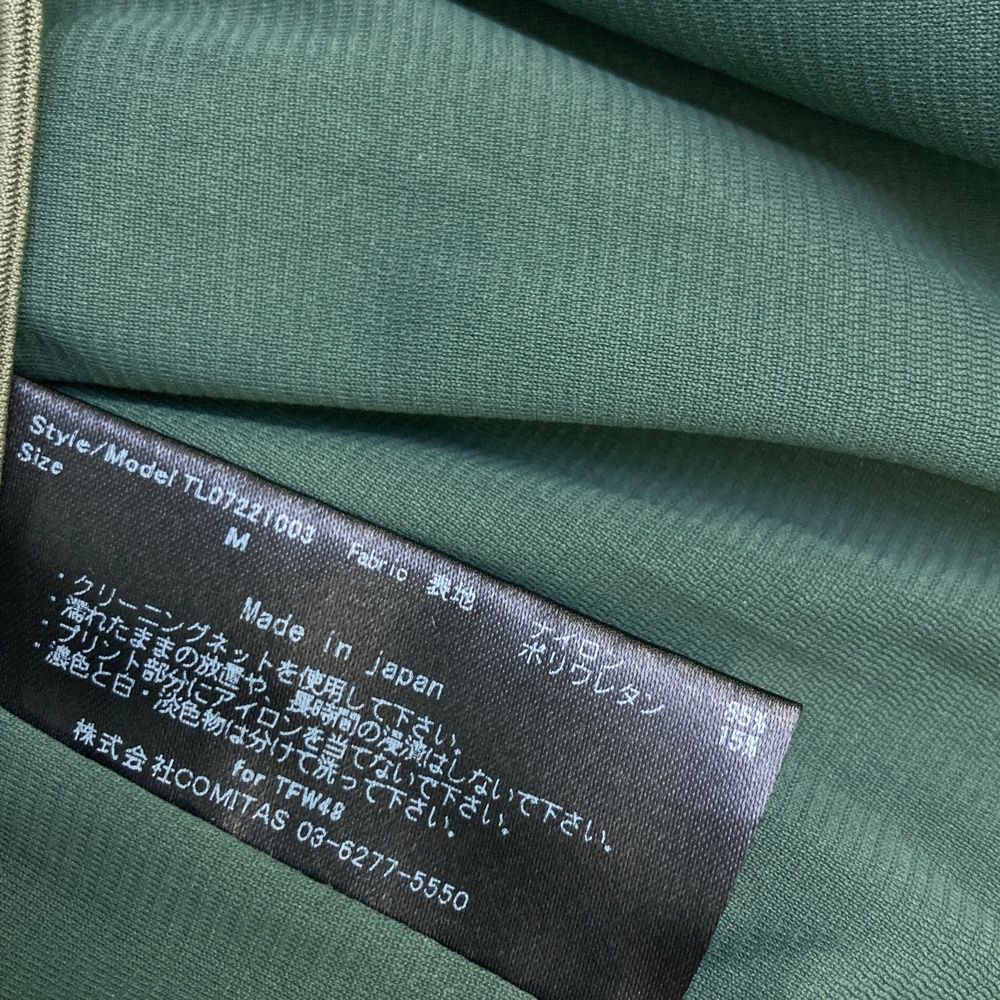 Style/Model TL07221003 Fabric 表地 ナイロン 85%
Size M ポリウレタン 15%
Made in japan
・クリーニングネットを使用して下さい。
・濡れたままの放置や、長時間の浸漬はしないで下さい。
・プリント部分にアイロンを当てないで下さい。
・濃色と白・淡色物は分けて洗って下さい。
for TFW49
株式会社COMITAS 03-6277-5550